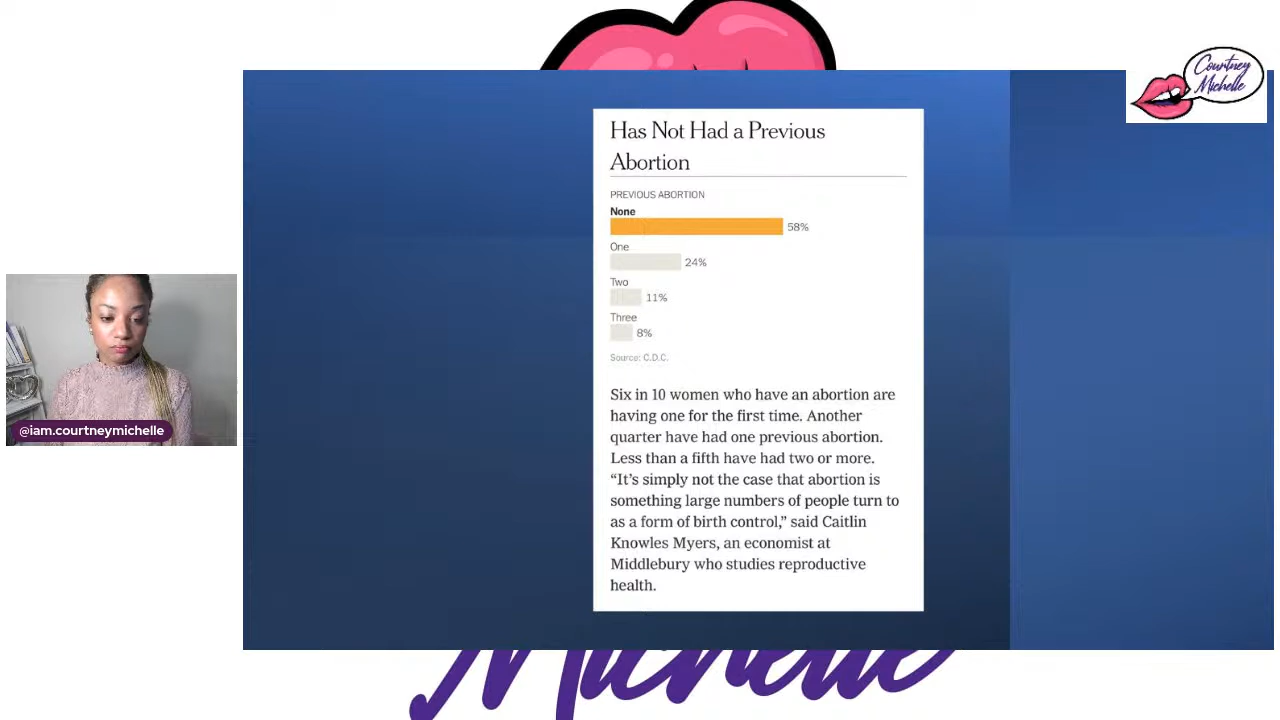 Courtney
Michelle
Has Not Had a Previous
Abortion
PREVIOUS ABORTION
None
58%
One
24%
Two
11%
Three
8%
Source: C.D.C.
Six in 10 women who have an abortion are
having one for the first time. Another
quarter have had one previous abortion.
Less than a fifth have had two or more.
“It’s simply not the case that abortion is
something large numbers of people turn to
as a form of birth control,” said Caitlin
Knowles Myers, an economist at
Middlebury who studies reproductive
health.
@iam.courtneymichelle
Michelle